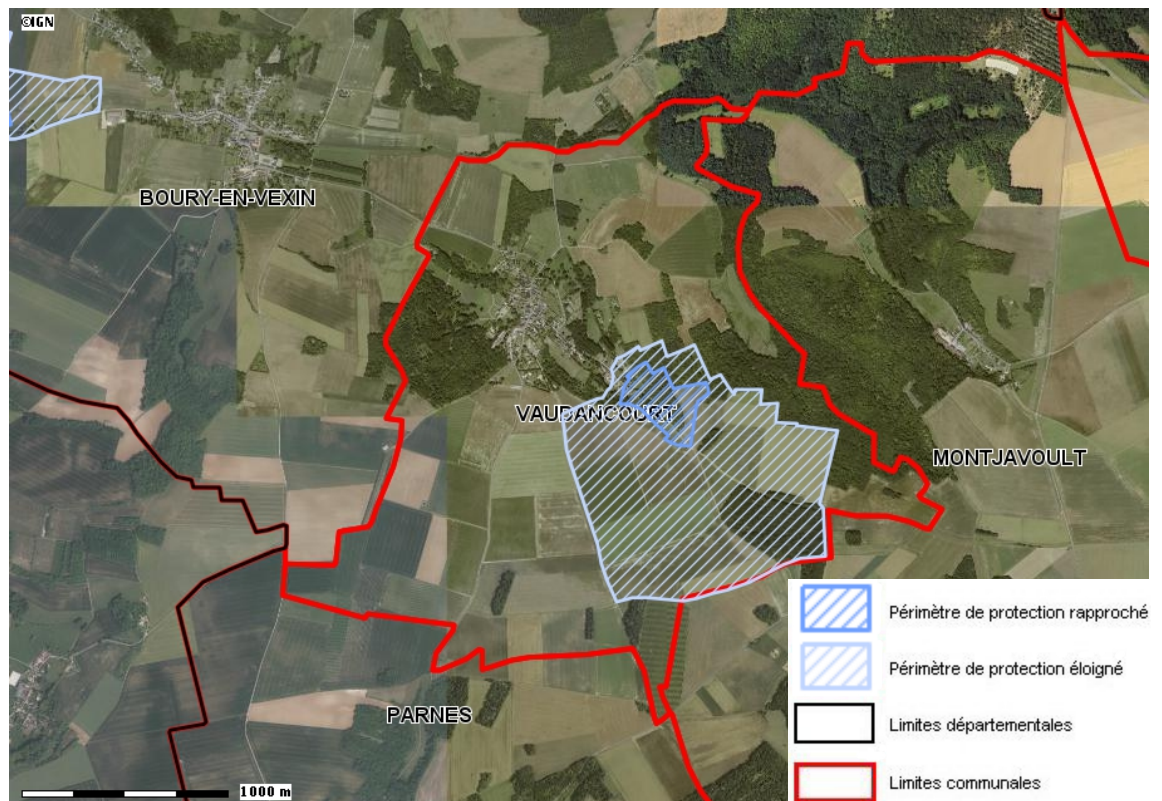 ©IGN
BOURY-EN-VEXIN
VAUDANCOURT
MONTJAVOULT
PARNES
Périmètre de protection rapproché
Périmètre de protection éloigné
Limites départementales
Limites communales
1000 m